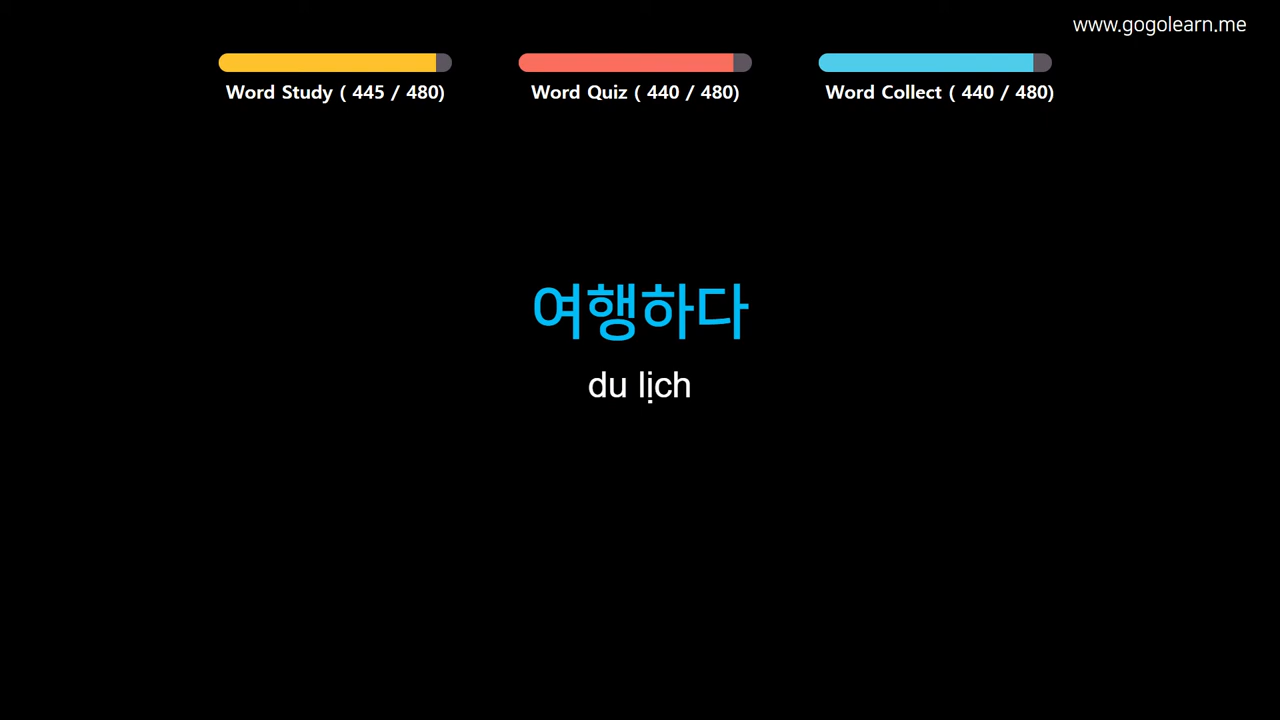 www.gogolearn.me
Word Study ( 445 / 480)
Word Quiz ( 440 / 480)
Word Collect ( 440 / 480)
여행하다
du lịch